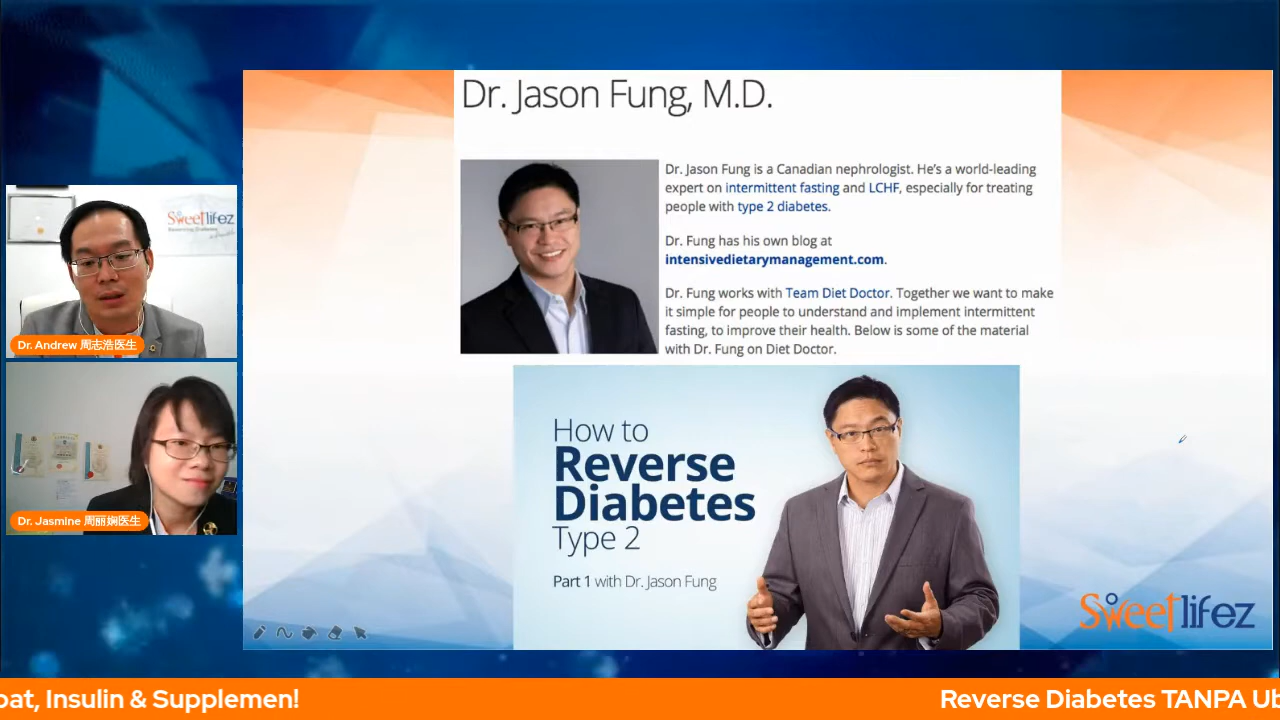 Dr. Jason Fung, M.D.
Dr. Jason Fung is a Canadian nephrologist. He's a world-leading
expert on intermittent fasting and LCHF, especially for treating
people with type 2 diabetes.
Dr. Fung has his own blog at
intensivedietarymanagement.com.
Dr. Fung works with Team Diet Doctor. Together we want to make
it simple for people to understand and implement intermittent
fasting, to improve their health. Below is some of the material
with Dr. Fung on Diet Doctor.
How to
Reverse
Diabetes
Type 2
Part 1 with Dr. Jason Fung
Sweetlifez
Sweetlifez
Dr. Andrew 周志浩医生
Dr. Jasmine 周丽娴医生
oat, Insulin & Supplemen!
Reverse Diabetes TANPA Ub